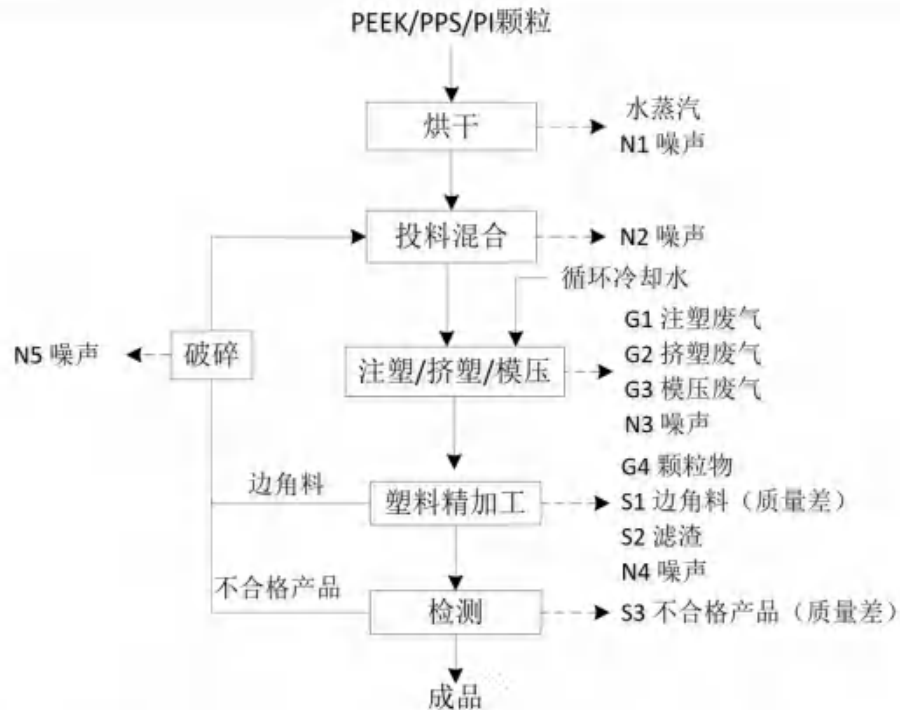 PEEK/PPS/PI颗粒
烘干
水蒸汽
N1 噪声
投料混合
N2 噪声
循环冷却水
N5 噪声
破碎
注塑/挤塑/模压
G1 注塑废气
G2 挤塑废气
G3 模压废气
N3 噪声
边角料
塑料精加工
G4 颗粒物
S1 边角料（质量差）
S2 滤渣
N4 噪声
不合格产品
检测
S3 不合格产品（质量差）
成品